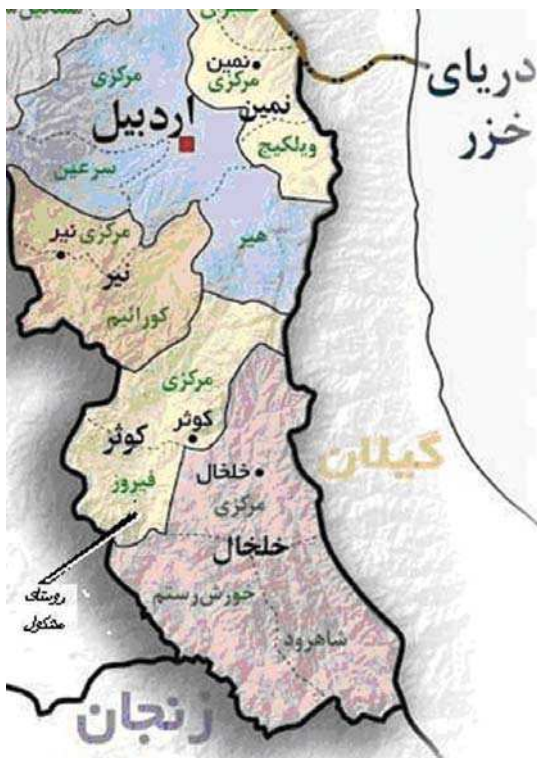 نمین
مرکزی
نمین
ویلکیج
دریای
خزر
مرکزی
اردبیل
سرعین
هیر
مرکزی
نیر
نیر
کورائیم
مرکزی
کوثر
کوثر
فیروز
گیلان
خلخال
مرکزی
خلخال
خورش‌رستم
شاهرود
روستای
مشکول
زنجان